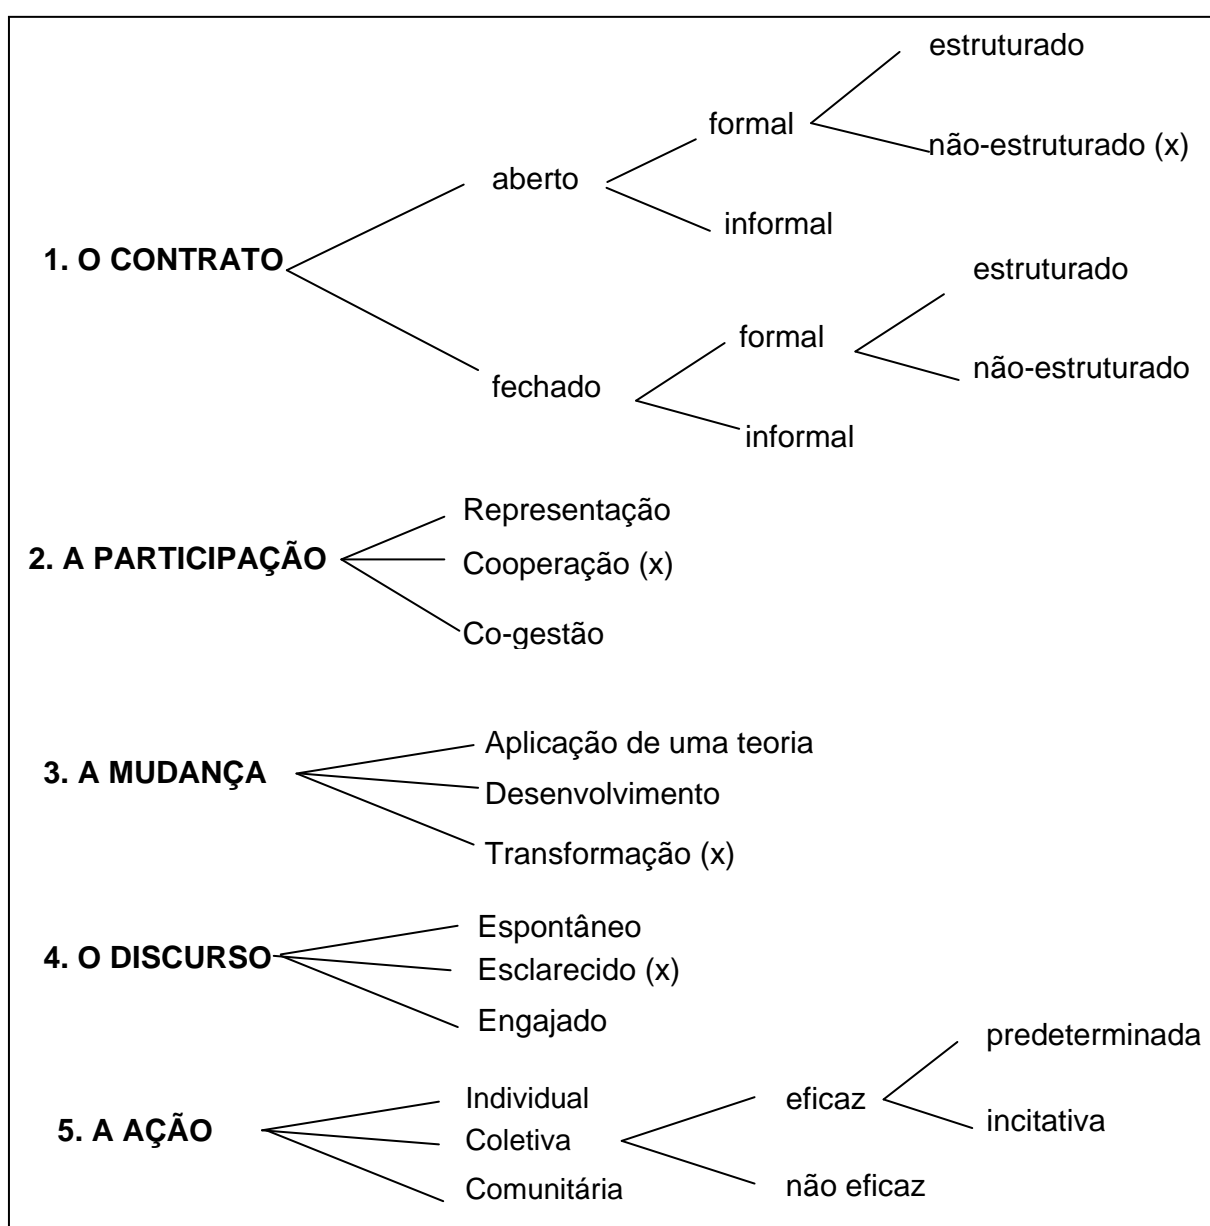 estruturado
formal
não-estruturado (x)
aberto
informal
1. O CONTRATO
estruturado
formal
não-estruturado
fechado
informal
Representação
2. A PARTICIPAÇÃO
Cooperação (x)
Co-gestão
Aplicação de uma teoria
3. A MUDANÇA
Desenvolvimento
Transformação (x)
Espontâneo
4. O DISCURSO
Esclarecido (x)
Engajado
predeterminada
Individual
eficaz
5. A AÇÃO
Coletiva
incitativa
Comunitária
não eficaz